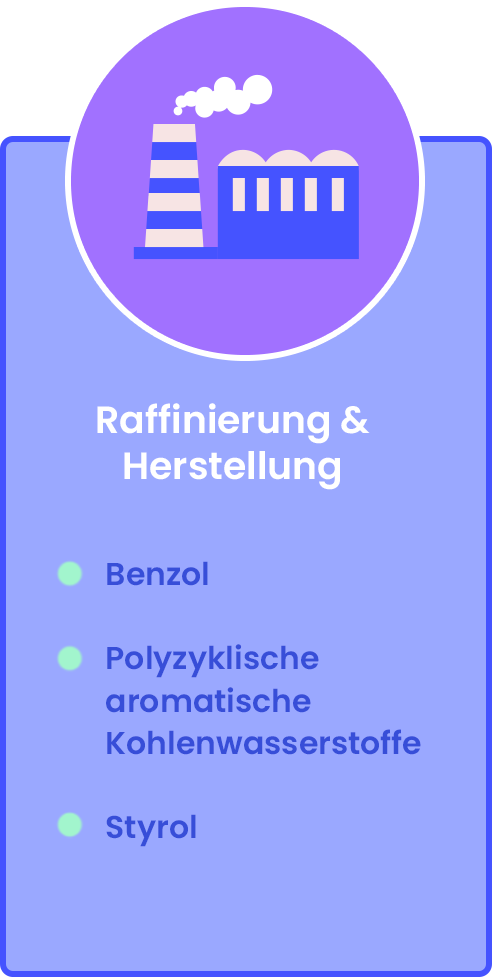 Raffinierung &
Herstellung
Benzol
Polyzyklische
aromatische
Kohlenwasserstoffe
Styrol